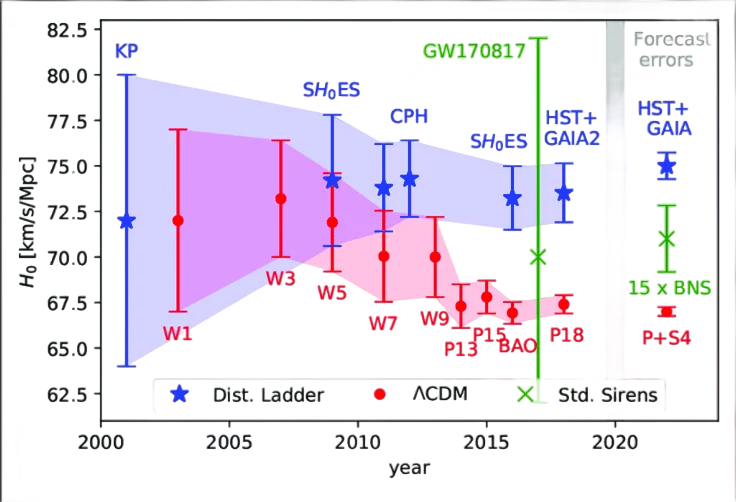 82.5
80.0
77.5
75.0
72.5
70.0
67.5
65.0
62.5
H₀ [km/s/Mpc]
KP
SH₀ES
CPH
GW170817
SH₀ES
HST+
GAIA2
Forecast
errors
HST+
GAIA
15 x BNS
P+S4
W1
W3
W5
W7
W9
P13
P15
BAO
P18
Dist. Ladder
ΛCDM
Std. Sirens
2000
2005
2010
2015
2020
year